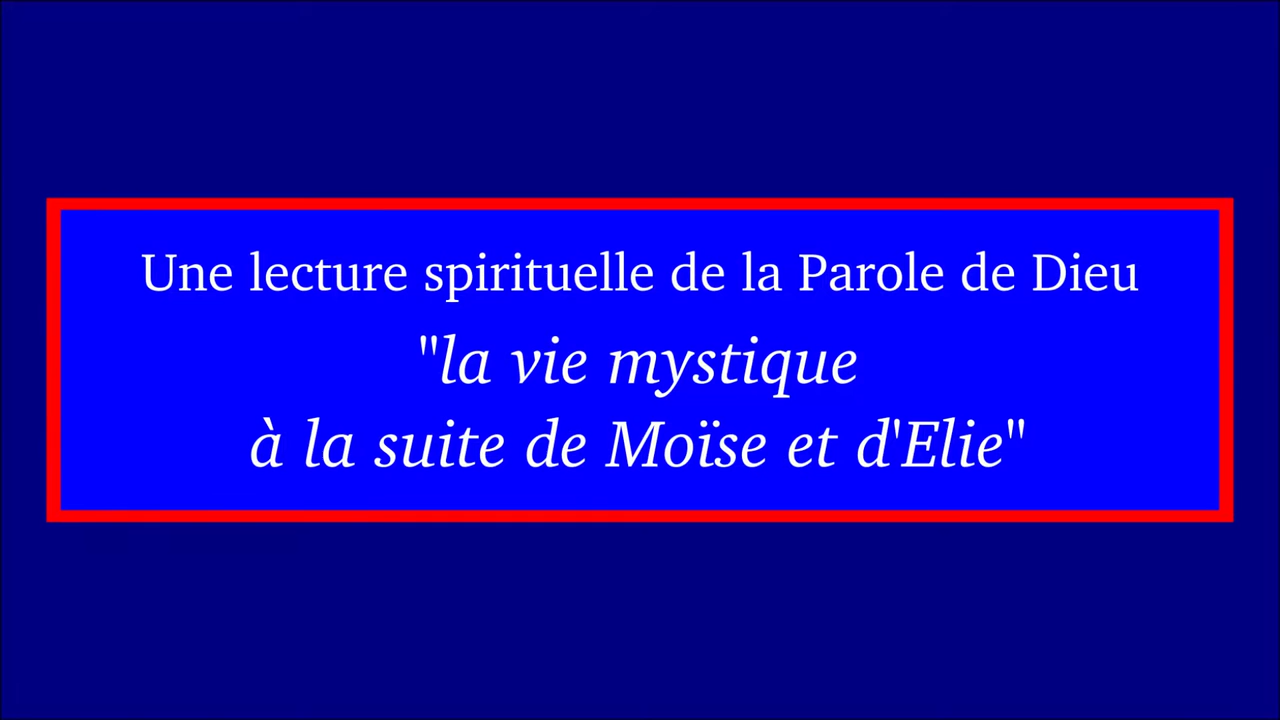 Une lecture spirituelle de la Parole de Dieu
"la vie mystique
à la suite de Moïse et d'Elie"